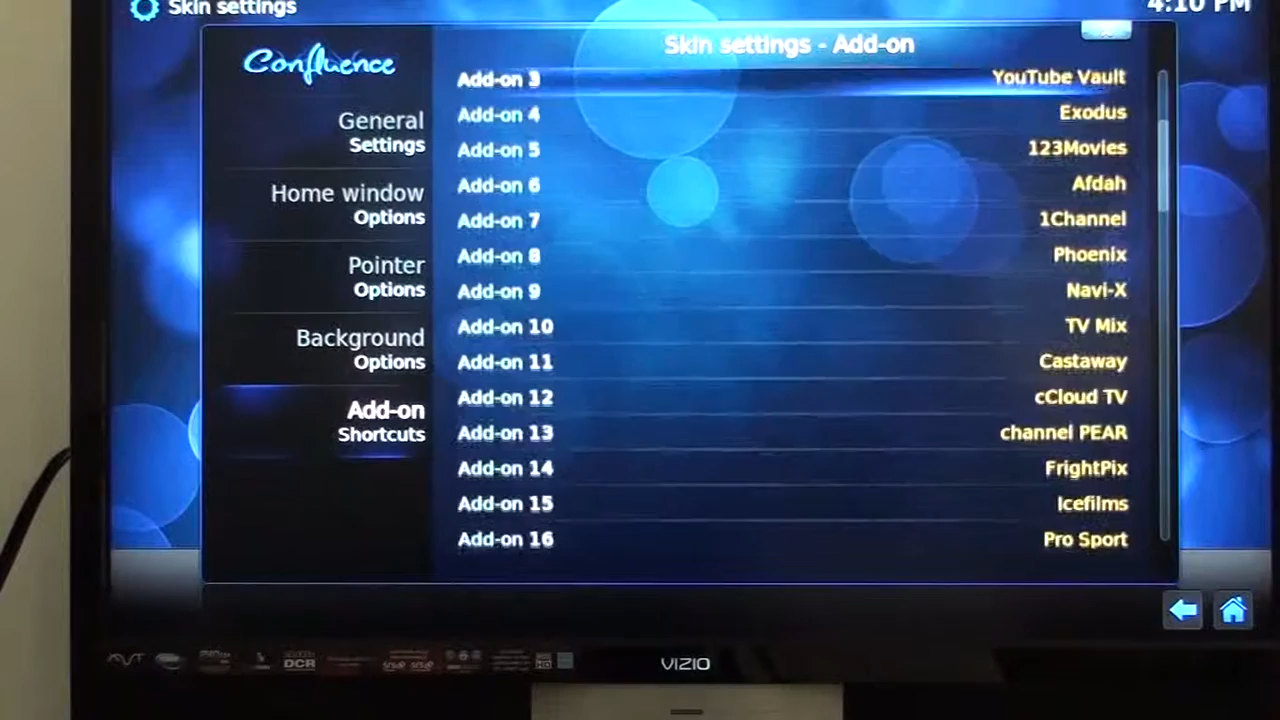 Skin settings
4:10 PM
Confluence
Skin settings - Add-on
General
Settings
Home window
Options
Pointer
Options
Background
Options
Add-on
Shortcuts
Add-on 3 YouTube Vault
Add-on 4 Exodus
Add-on 5 123Movies
Add-on 6 Afdah
Add-on 7 1Channel
Add-on 8 Phoenix
Add-on 9 Navi-X
Add-on 10 TV Mix
Add-on 11 Castaway
Add-on 12 cCloud TV
Add-on 13 channel PEAR
Add-on 14 FrightPix
Add-on 15 Icefilms
Add-on 16 Pro Sport
DCR
VIZIO